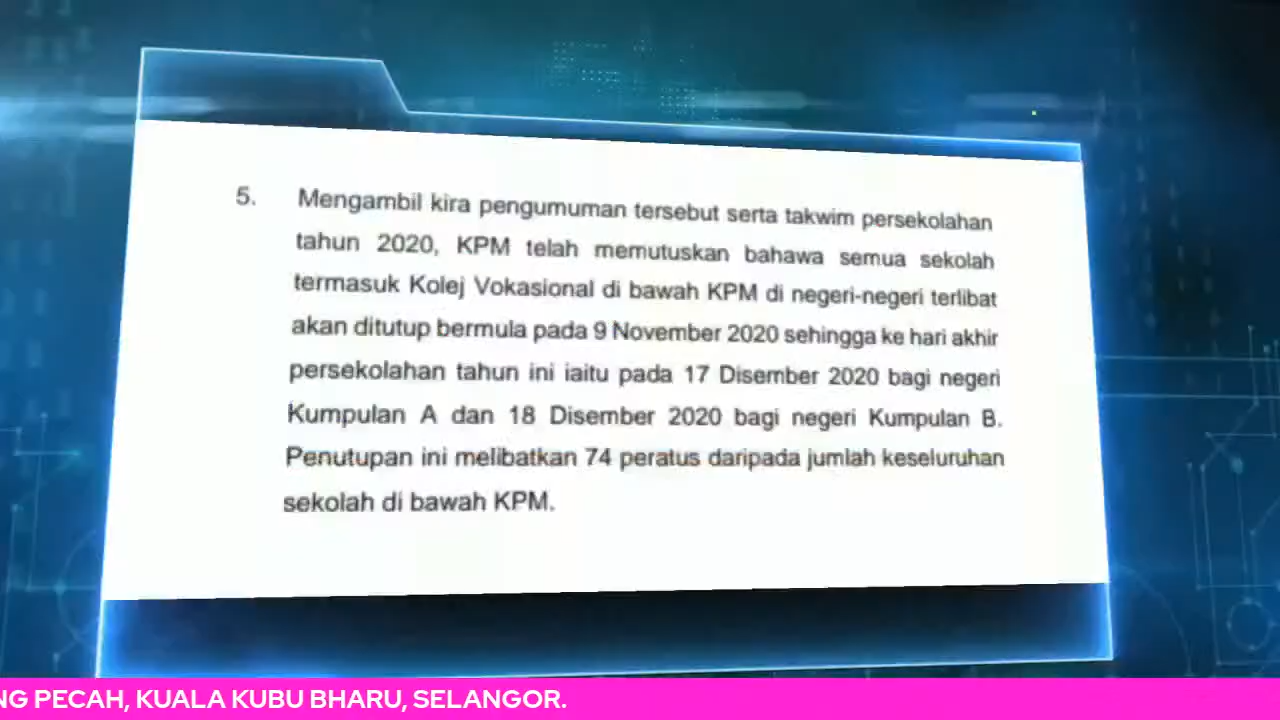 5. Mengambil kira pengumuman tersebut serta takwim persekolahan
tahun 2020, KPM telah memutuskan bahawa semua sekolah
termasuk Kolej Vokasional di bawah KPM di negeri-negeri terlibat
akan ditutup bermula pada 9 November 2020 sehingga ke hari akhir
persekolahan tahun ini iaitu pada 17 Disember 2020 bagi negeri
Kumpulan A dan 18 Disember 2020 bagi negeri Kumpulan B.
Penutupan ini melibatkan 74 peratus daripada jumlah keseluruhan
sekolah di bawah KPM.
PECAH, KUALA KUBU BHARU, SELANGOR.